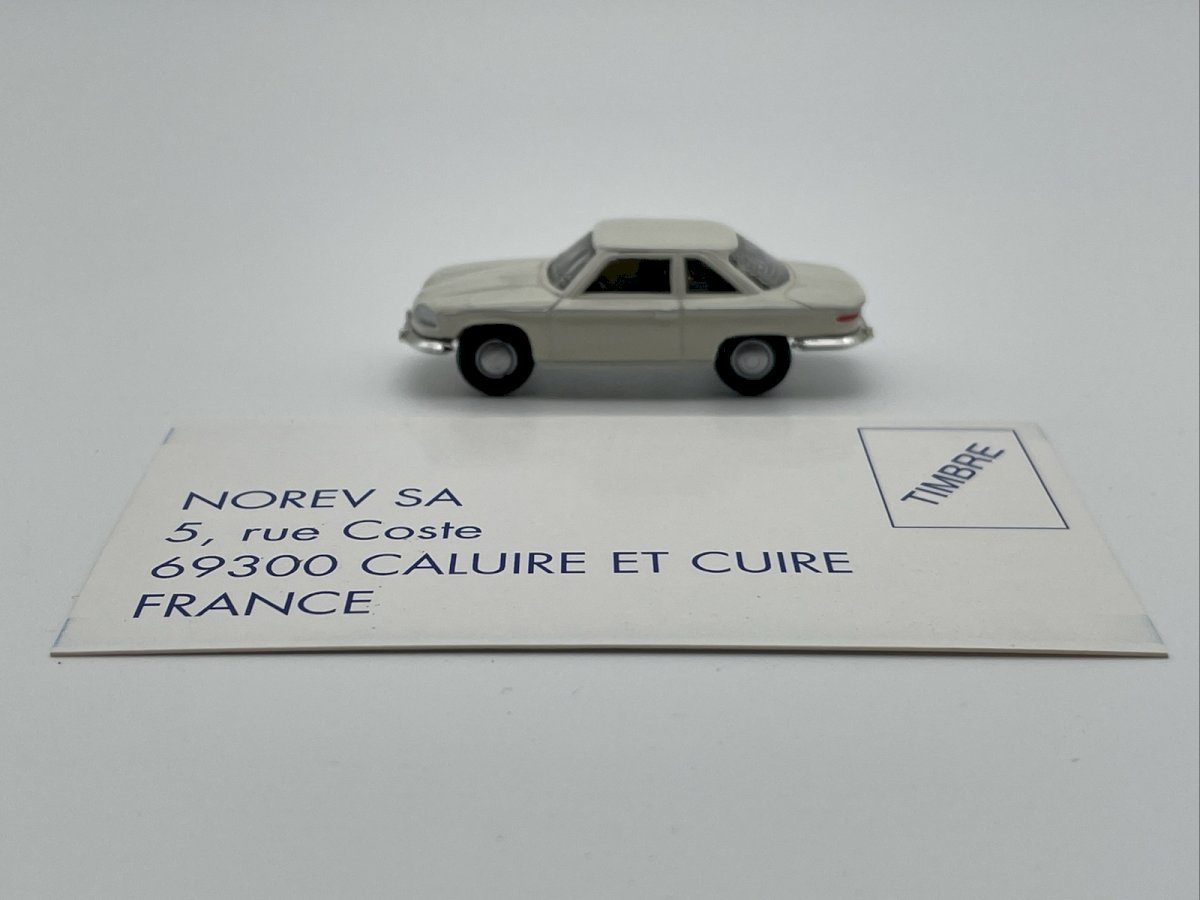 TIMBRE
NOREV SA
5, rue Coste
69300 CALUIRE ET CUIRE
FRANCE